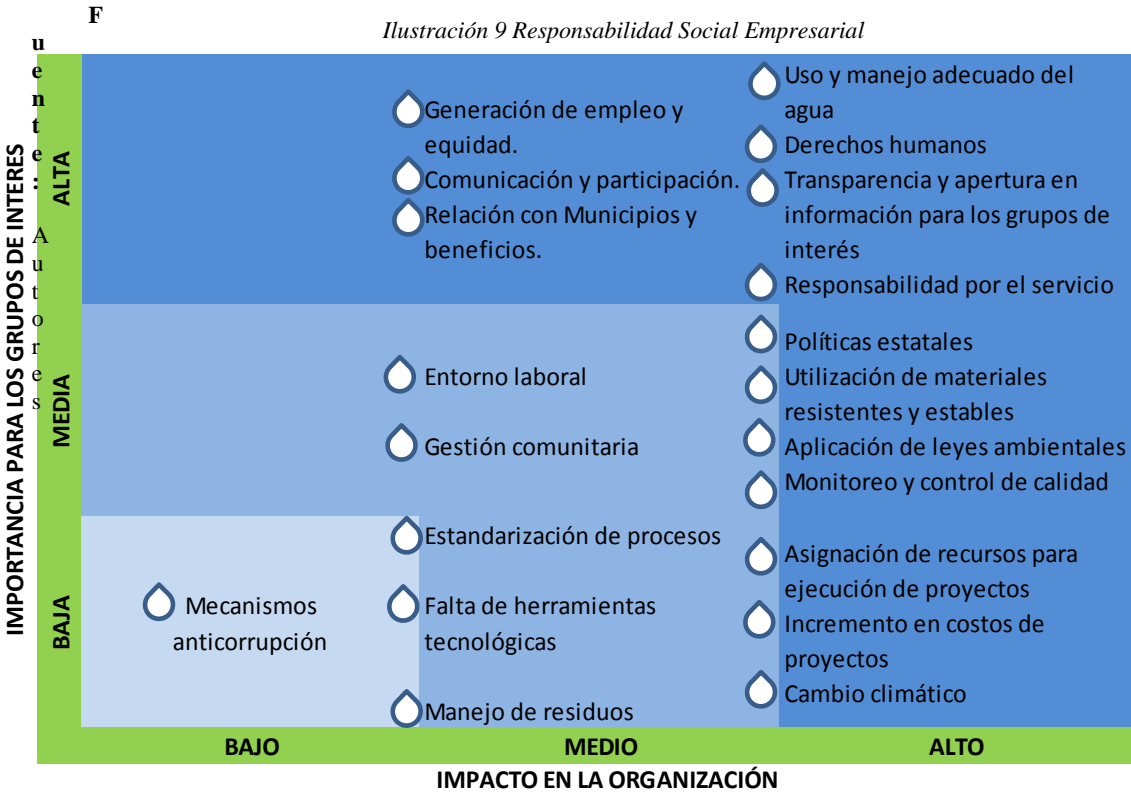 Ilustración 9 Responsabilidad Social Empresarial
F
u
e
n
t
e
:
A
u
t
o
r
e
s
IMPORTANCIA PARA LOS GRUPOS DE INTERES
ALTA
Generación de empleo y
equidad.
Comunicación y participación.
Relación con Municipios y
beneficios.
Uso y manejo adecuado del
agua
Derechos humanos
Transparencia y apertura en
información para los grupos de
interés
Responsabilidad por el servicio
MEDIA
Entorno laboral
Gestión comunitaria
Políticas estatales
Utilización de materiales
resistentes y estables
Aplicación de leyes ambientales
Monitoreo y control de calidad
BAJA
Mecanismos
anticorrupción
Estandarización de procesos
Falta de herramientas
tecnológicas
Manejo de residuos
Asignación de recursos para
ejecución de proyectos
Incremento en costos de
proyectos
Cambio climático
BAJO
MEDIO
ALTO
IMPACTO EN LA ORGANIZACIÓN